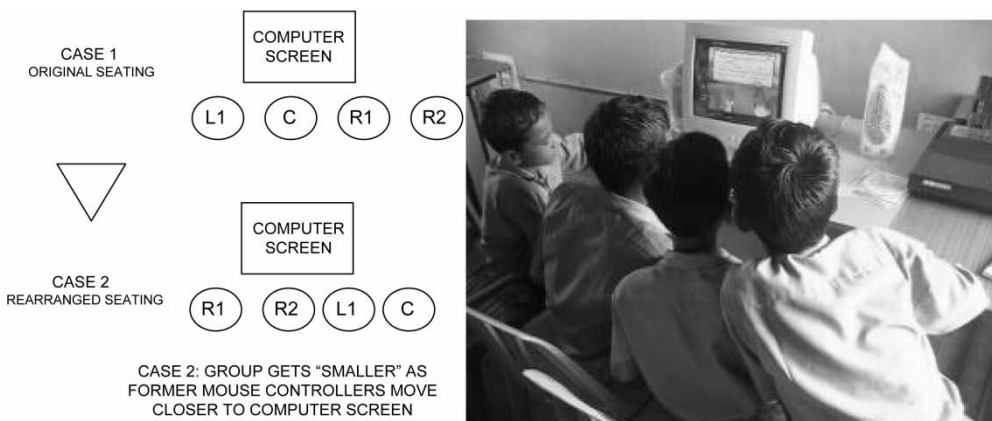 CASE 1
ORIGINAL SEATING
COMPUTER
SCREEN
L1 C R1 R2
CASE 2
REARRANGED SEATING
COMPUTER
SCREEN
R1 R2 L1 C
CASE 2: GROUP GETS “SMALLER” AS
FORMER MOUSE CONTROLLERS MOVE
CLOSER TO COMPUTER SCREEN